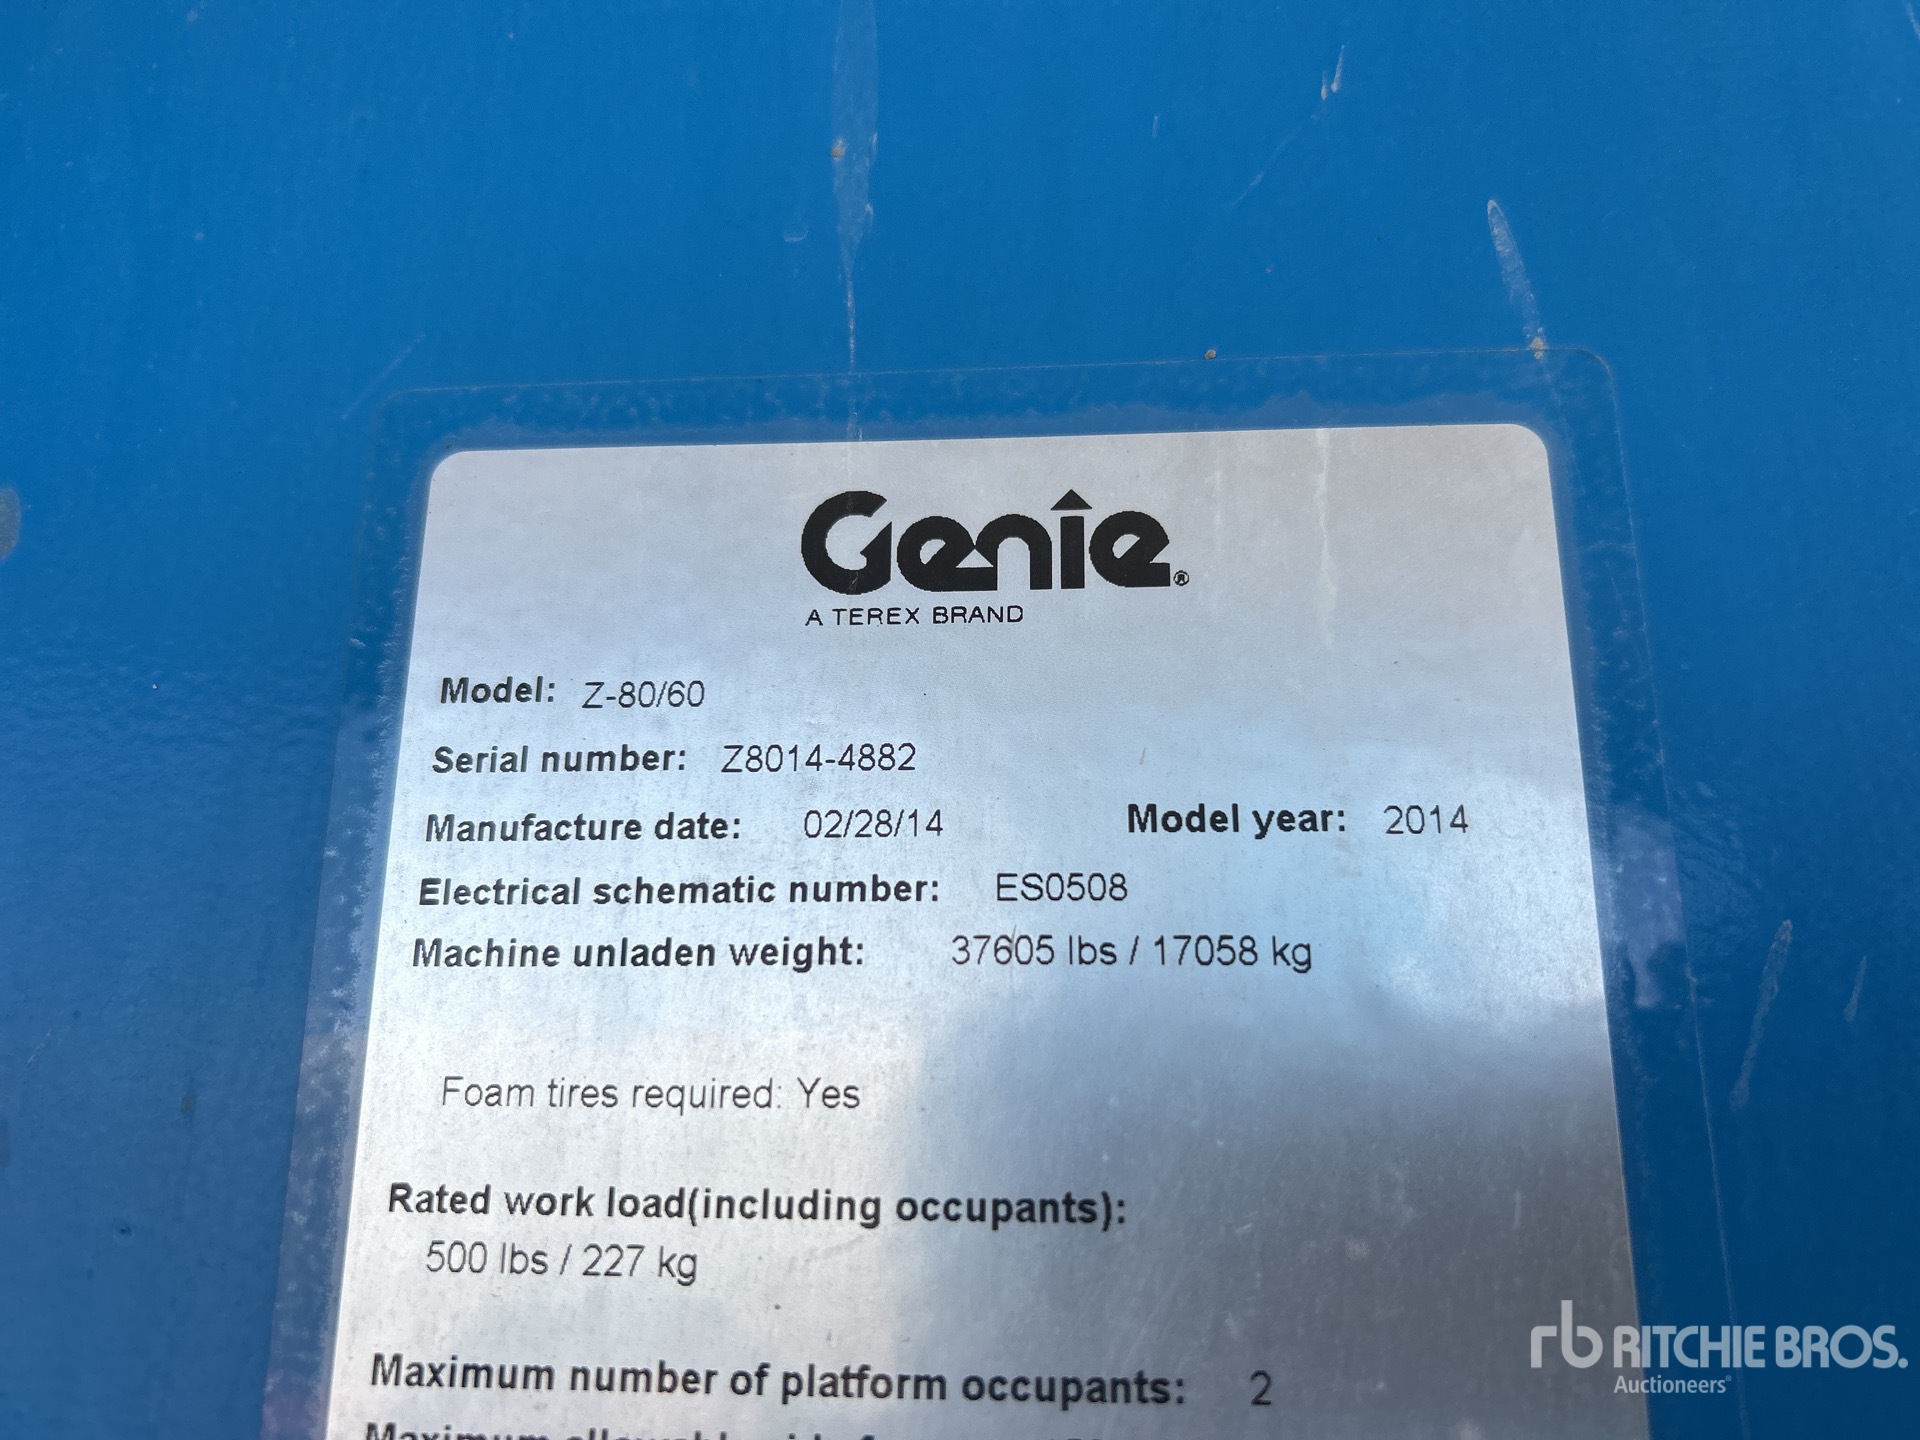 Genie®
A TEREX BRAND
Model: Z-80/60
Serial number: Z8014-4882
Manufacture date: 02/28/14 Model year: 2014
Electrical schematic number: ES0508
Machine unladen weight: 37605 lbs / 17058 kg
Foam tires required: Yes
Rated work load(including occupants):
500 lbs / 227 kg
Maximum number of platform occupants: 2
Maximum
rb RITCHIE BROS.
Auctioneers®